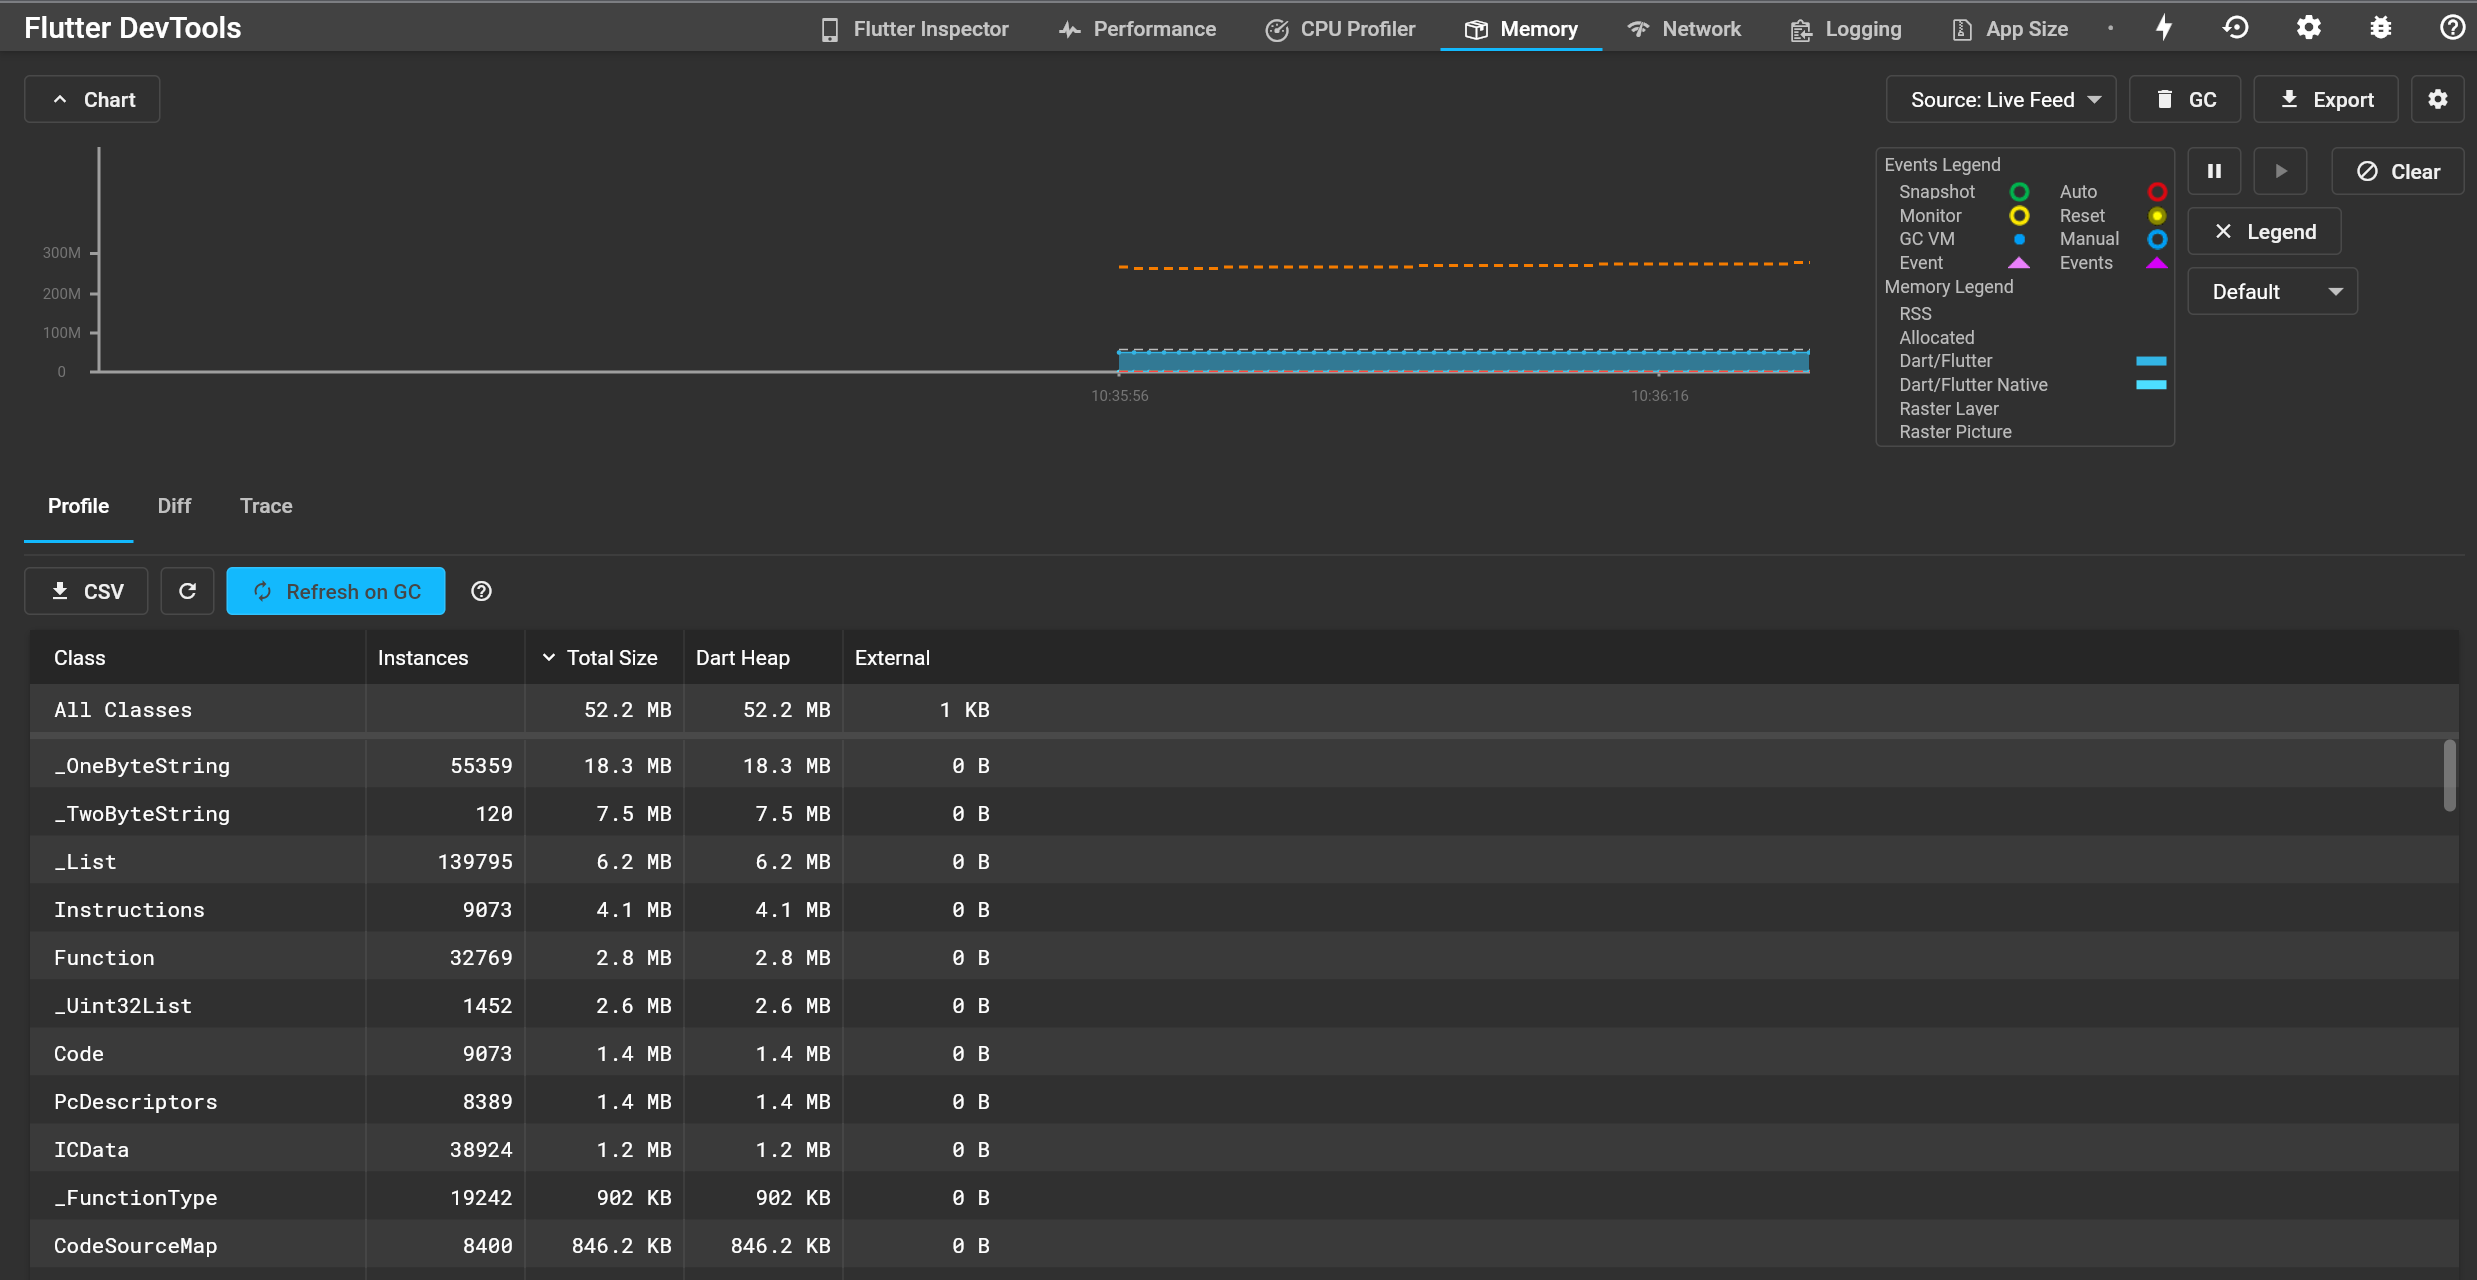 Flutter DevTools
Flutter Inspector Performance CPU Profiler Memory Network Logging App Size
Chart
Source: Live Feed GC Export
Events Legend
Snapshot Auto
Monitor Reset
GC VM Manual
Event Events
Memory Legend
RSS
Allocated
Dart/Flutter
Dart/Flutter Native
Raster Layer
Raster Picture
Clear
Legend
Default
300M
200M
100M
0
10:35:56 10:36:16
Profile Diff Trace
CSV Refresh on GC
Class Instances Total Size Dart Heap External
All Classes 52.2 MB 52.2 MB 1 KB
_OneByteString 55359 18.3 MB 18.3 MB 0 B
_TwoByteString 120 7.5 MB 7.5 MB 0 B
_List 139795 6.2 MB 6.2 MB 0 B
Instructions 9073 4.1 MB 4.1 MB 0 B
Function 32769 2.8 MB 2.8 MB 0 B
_Uint32List 1452 2.6 MB 2.6 MB 0 B
Code 9073 1.4 MB 1.4 MB 0 B
PcDescriptors 8389 1.4 MB 1.4 MB 0 B
ICData 38924 1.2 MB 1.2 MB 0 B
_FunctionType 19242 902 KB 902 KB 0 B
CodeSourceMap 8400 846.2 KB 846.2 KB 0 B